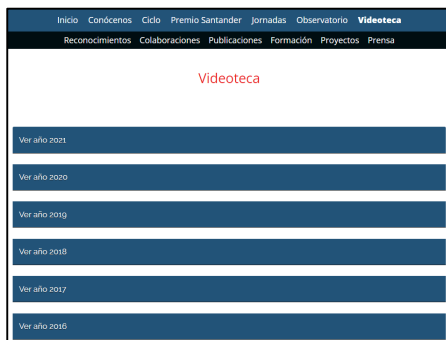 Inicio Conócenos Ciclo Premio Santander Jornadas Observatorio Videoteca
Reconocimientos Colaboraciones Publicaciones Formación Proyectos Prensa
Videoteca
Ver año 2021
Ver año 2020
Ver año 2019
Ver año 2018
Ver año 2017
Ver año 2016